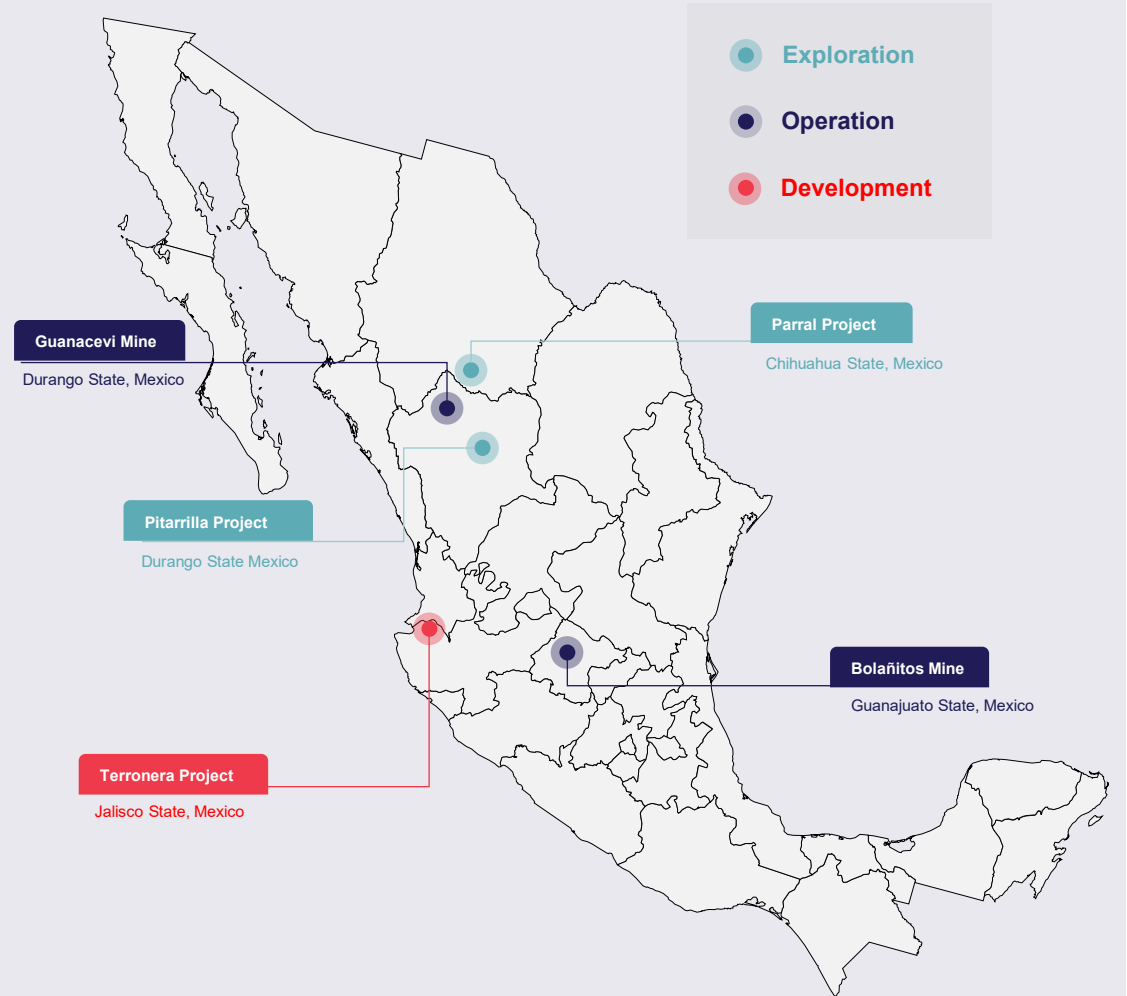 Exploration
Operation
Development
Parral Project
Chihuahua State, Mexico
Guanacevi Mine
Durango State, Mexico
Pitarrilla Project
Durango State Mexico
Bolañitos Mine
Guanajuato State, Mexico
Terronera Project
Jalisco State, Mexico